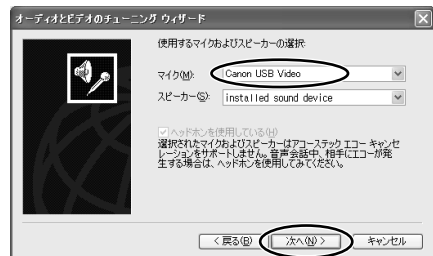 オーディオとビデオのチューニング ウィザード
使用するマイクおよびスピーカーの選択:
マイク(M):
Canon USB Video
スピーカー(S):
installed sound device
ヘッドホンを使用している(H)
選択されたマイクおよびスピーカーはアコーステック エコー キャンセ
レーションをサポートしません。音声会話中、相手にエコーが発
生する場合は、ヘッドホンを使用してみてください。
< 戻る(B)
次へ(N) >
キャンセル